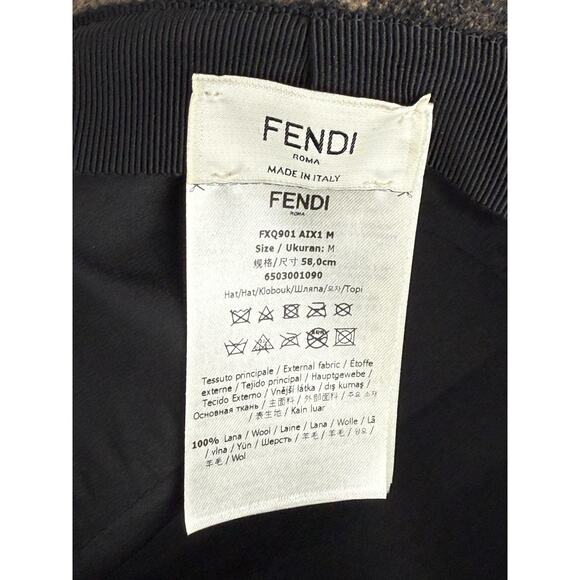 FENDI
ROMA
MADE IN ITALY
FENDI
ROMA
FXQ901 AIX1 M
Size / Ukuran: M
规格/尺寸 58,0cm
6503001090
Hat/Hat/Klobouk/Шляпа/모자/Topi
Tessuto principale / External fabric / Étoffe
externe / Tejido principal / Hauptgewebe /
Tecido Externo / Vnější látka / dış kumaş /
Основная ткань / 主面料 / 外部面料 / 주요 소재
/ 表生地 / Kain luar
100% Lana / Wool / Laine / Lana / Wolle / Lã
/ vlna / Yün / Шерсть / 羊毛 / 羊毛 / 양모 /
羊毛 / Wol